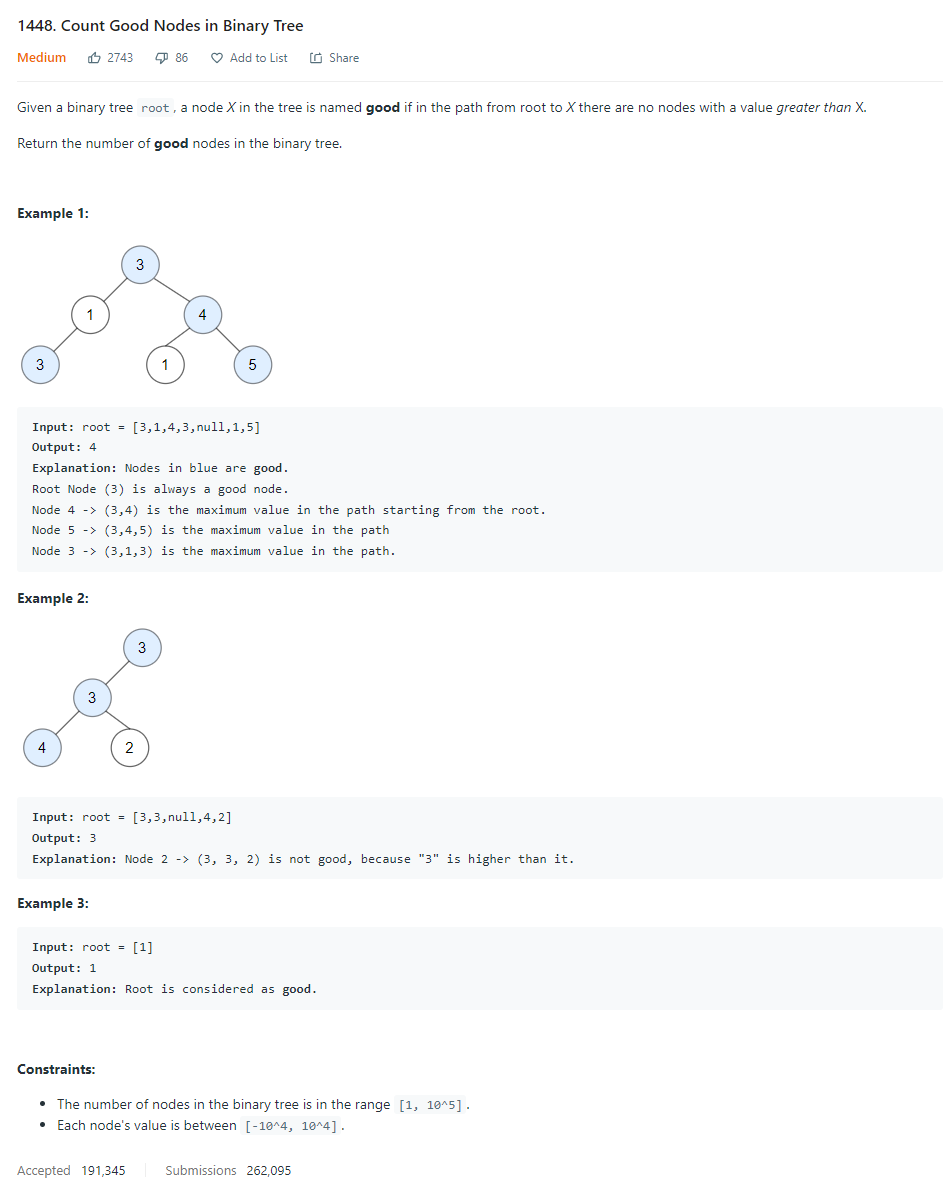 1448. Count Good Nodes in Binary Tree
Medium 2743 86 Add to List Share
Given a binary tree root, a node X in the tree is named good if in the path from root to X there are no nodes with a value greater than X.
Return the number of good nodes in the binary tree.
Example 1:
3
1 4
3 1 5
Input: root = [3,1,4,3,null,1,5]
Output: 4
Explanation: Nodes in blue are good.
Root Node (3) is always a good node.
Node 4 -> (3,4) is the maximum value in the path starting from the root.
Node 5 -> (3,4,5) is the maximum value in the path
Node 3 -> (3,1,3) is the maximum value in the path.
Example 2:
3
3
4 2
Input: root = [3,3,null,4,2]
Output: 3
Explanation: Node 2 -> (3, 3, 2) is not good, because "3" is higher than it.
Example 3:
Input: root = [1]
Output: 1
Explanation: Root is considered as good.
Constraints:
• The number of nodes in the binary tree is in the range [1, 10^5].
• Each node's value is between [-10^4, 10^4].
Accepted 191,345 Submissions 262,095